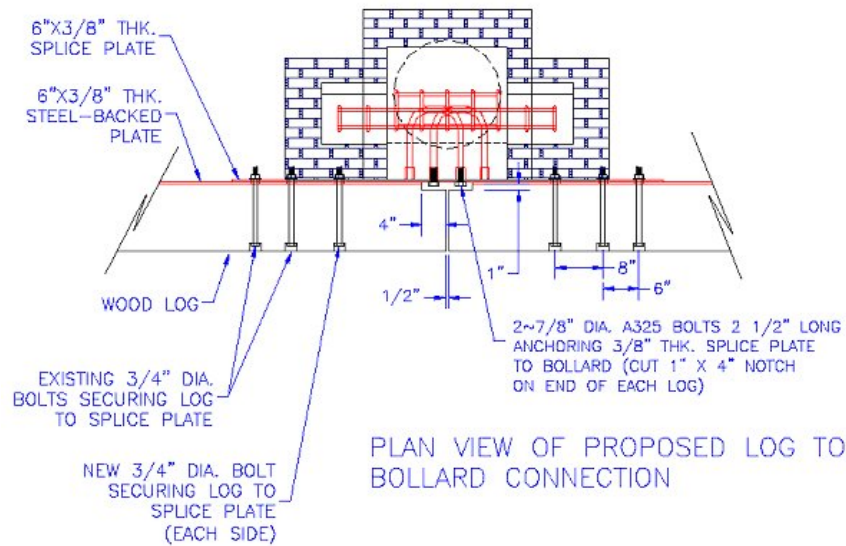 6"X3/8" THK.
SPLICE PLATE
6"X3/8" THK.
STEEL-BACKED
PLATE
4"
1"
8"
6"
1/2"
WOOD LOG
2~7/8" DIA. A325 BOLTS 2 1/2" LONG
ANCHORING 3/8" THK. SPLICE PLATE
TO BOLLARD (CUT 1" X 4" NOTCH
ON END OF EACH LOG)
EXISTING 3/4" DIA.
BOLTS SECURING LOG
TO SPLICE PLATE
PLAN VIEW OF PROPOSED LOG TO
BOLLARD CONNECTION
NEW 3/4" DIA. BOLT
SECURING LOG TO
SPLICE PLATE
(EACH SIDE)